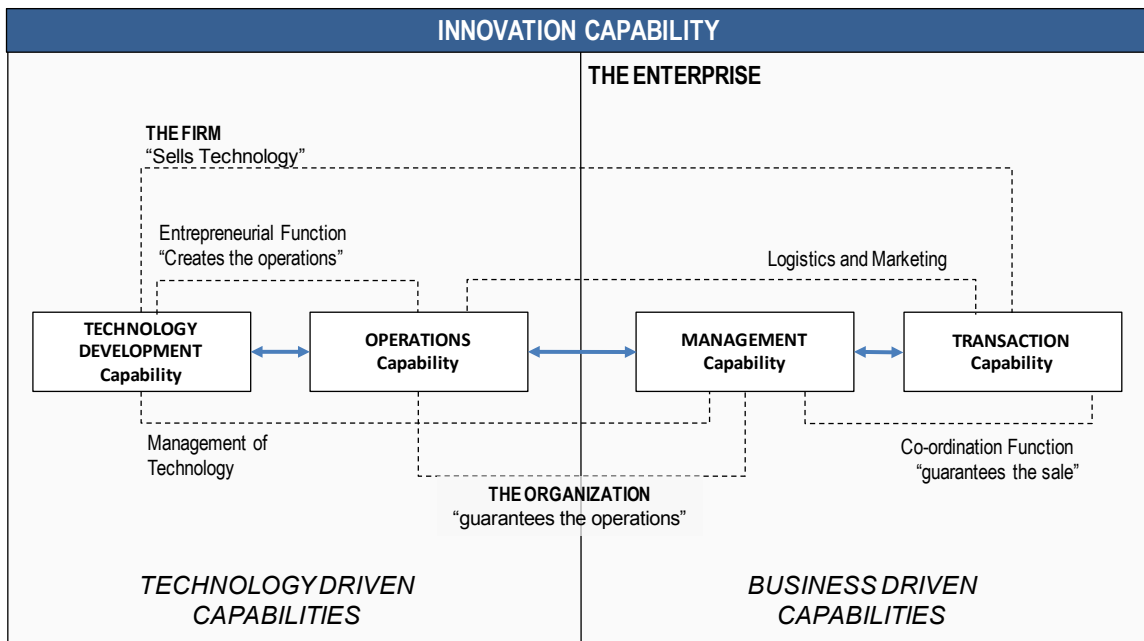 INNOVATION CAPABILITY
THE ENTERPRISE
THE FIRM
“Sells Technology”
Entrepreneurial Function
“Creates the operations”
Logistics and Marketing
TECHNOLOGY
DEVELOPMENT
Capability
OPERATIONS
Capability
MANAGEMENT
Capability
TRANSACTION
Capability
Management of
Technology
Co-ordination Function
“guarantees the sale”
THE ORGANIZATION
“guarantees the operations”
TECHNOLOGY DRIVEN
CAPABILITIES
BUSINESS DRIVEN
CAPABILITIES